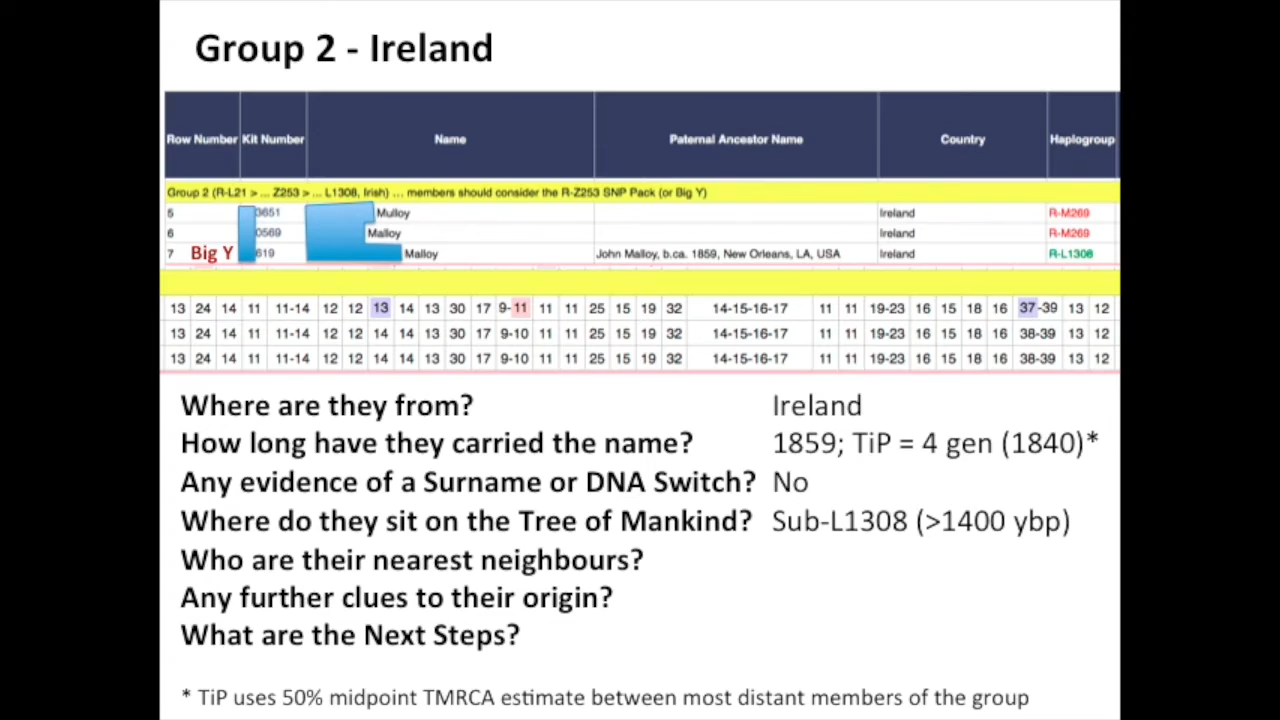 Group 2 - Ireland
Row Number Kit Number Name Paternal Ancestor Name Country Haplogroup
Group 2 (R-L21 > ... Z253 > ... L1308, Irish) ... members should consider the R-Z253 SNP Pack (or Big Y)
5 3651 Mulloy Ireland R-M269
6 0569 Malloy Ireland R-M269
7 Big Y 619 Malloy John Malloy, b.ca. 1859, New Orleans, LA, USA Ireland R-L1308
13 24 14 11 11-14 12 12 13 14 13 30 17 9-11 11 11 25 15 19 32 14-15-16-17 11 11 19-23 16 15 18 16 37-39 13 12
13 24 14 11 11-14 12 12 14 14 13 30 17 9-10 11 11 25 15 19 32 14-15-16-17 11 11 19-23 16 15 18 16 38-39 13 12
13 24 14 11 11-14 12 12 14 14 13 30 17 9-10 11 11 25 15 19 32 14-15-16-17 11 11 19-23 16 15 18 16 38-39 13 12
Where are they from? Ireland
How long have they carried the name? 1859; TiP = 4 gen (1840)*
Any evidence of a Surname or DNA Switch? No
Where do they sit on the Tree of Mankind? Sub-L1308 (>1400 ybp)
Who are their nearest neighbours?
Any further clues to their origin?
What are the Next Steps?
* TiP uses 50% midpoint TMRCA estimate between most distant members of the group